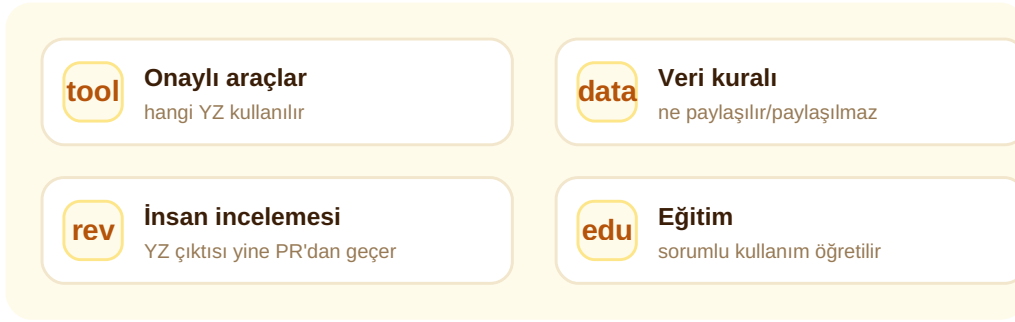 tool
Onaylı araçlar
hangi YZ kullanılır
data
Veri kuralı
ne paylaşılır/paylaşılmaz
rev
İnsan incelemesi
YZ çıktısı yine PR'dan geçer
edu
Eğitim
sorumlu kullanım öğretilir